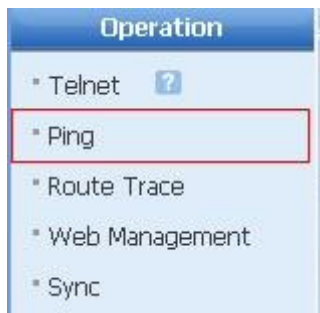 Operation
Telnet ?
Ping
Route Trace
Web Management
Sync